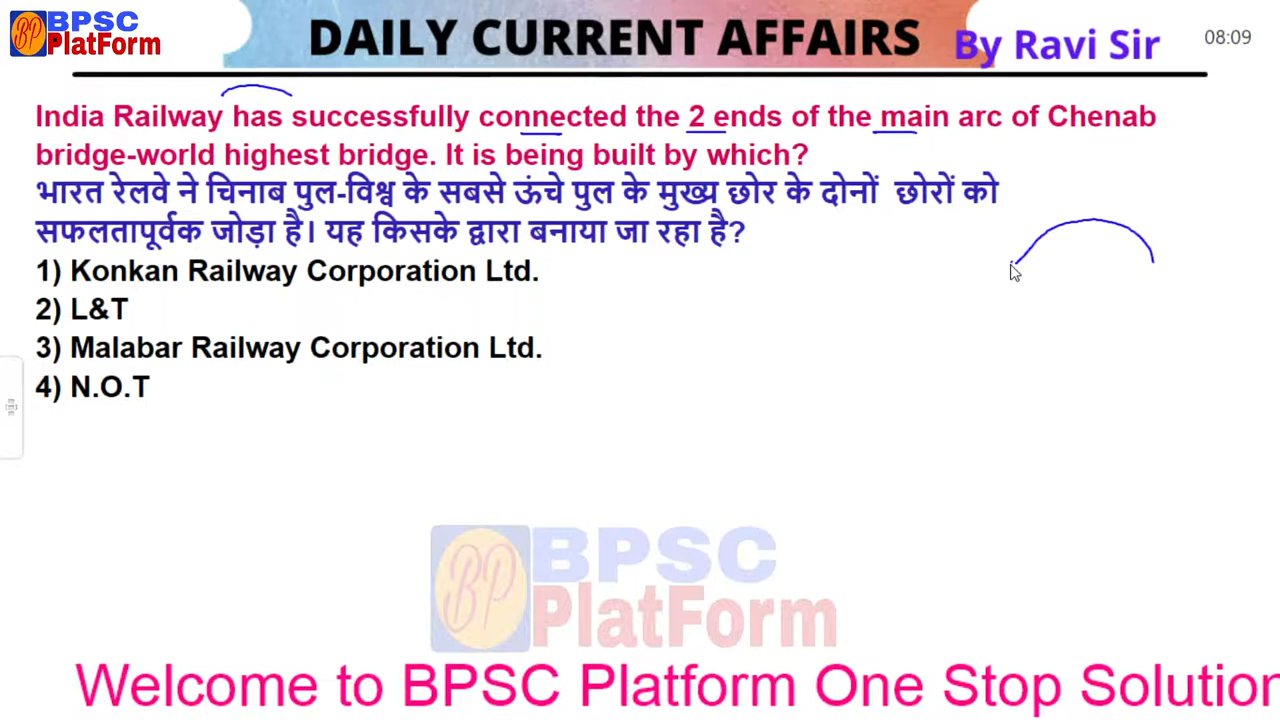 BPSC
PlatForm
BP
DAILY CURRENT AFFAIRS
By Ravi Sir
08:09
India Railway has successfully connected the 2 ends of the main arc of Chenab
bridge-world highest bridge. It is being built by which?
भारत रेलवे ने चिनाब पुल-विश्व के सबसे ऊंचे पुल के मुख्य छोर के दोनों छोरों को
सफलतापूर्वक जोड़ा है। यह किसके द्वारा बनाया जा रहा है?
1) Konkan Railway Corporation Ltd.
2) L&T
3) Malabar Railway Corporation Ltd.
4) N.O.T
BP
BPSC
PlatForm
Welcome to BPSC Platform One Stop Solution